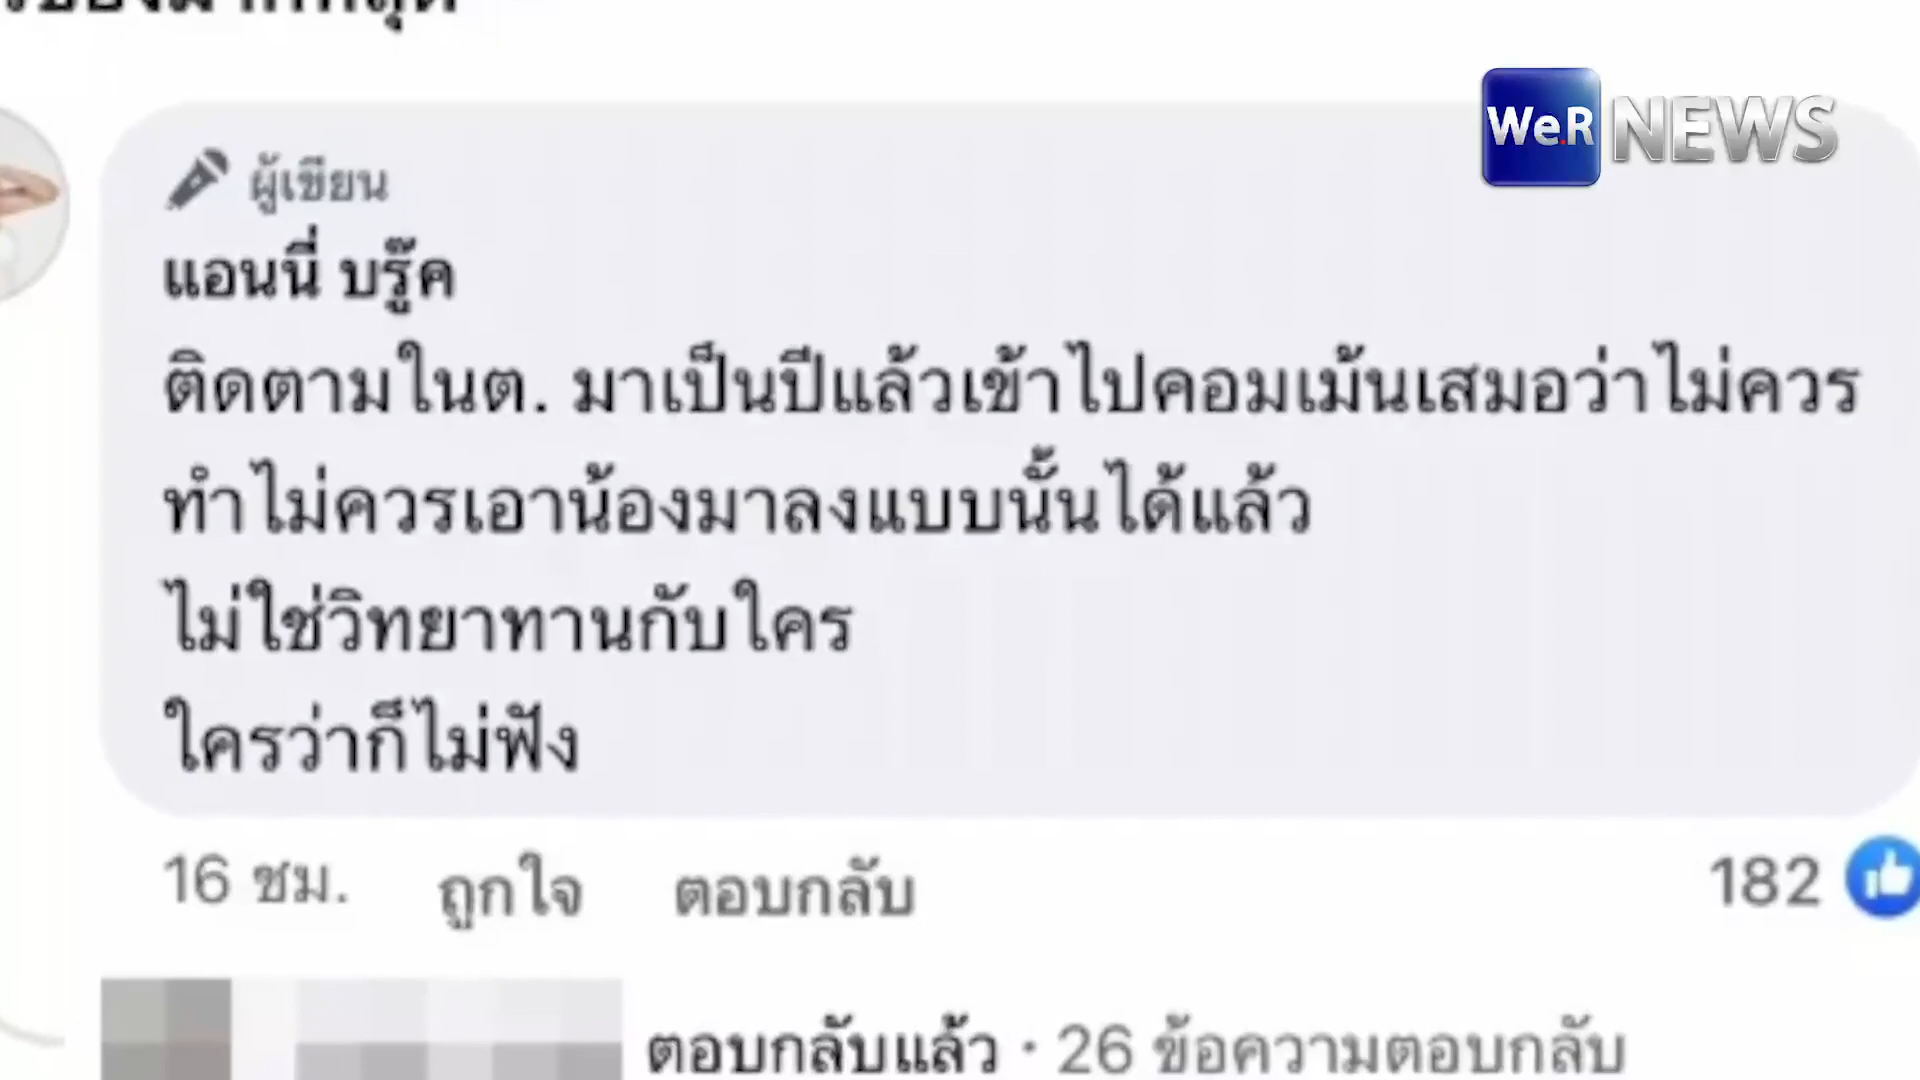 WeR NEWS
ผู้เขียน
แอนนี่ บรู๊ค
ติดตามในต. มาเป็นปีแล้วเข้าไปคอมเม้นเสมอว่าไม่ควร
ทำไม่ควรเอาน้องมาลงแบบนั้นได้แล้ว
ไม่ใช่วิทยาทานกับใคร
ใครว่าก็ไม่ฟัง
16 ชม. ถูกใจ ตอบกลับ 182
ตอบกลับแล้ว · 26 ข้อความตอบกลับ